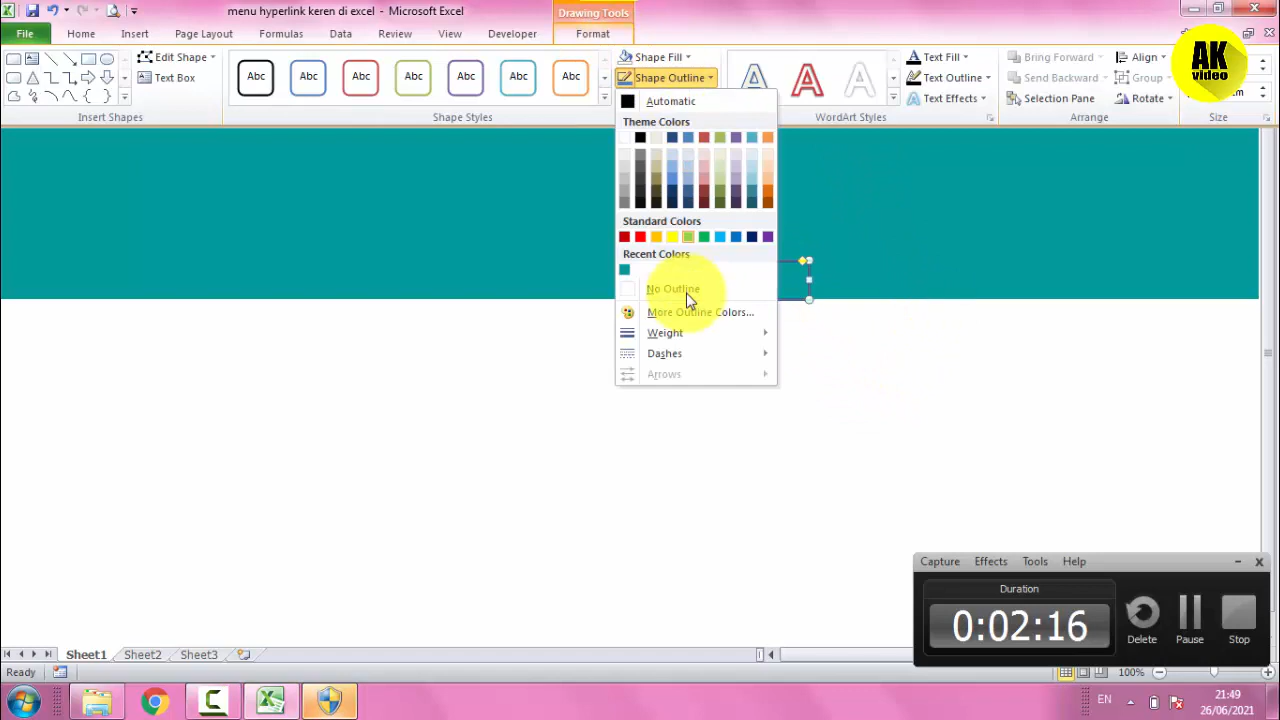 menu hyperlink keren di excel - Microsoft Excel
Drawing Tools
File Home Insert Page Layout Formulas Data Review View Developer Format
Edit Shape
Text Box
Insert Shapes
Abc Abc Abc Abc Abc Abc Abc
Shape Styles
Shape Fill
Shape Outline
Automatic
Theme Colors
Standard Colors
Recent Colors
No Outline
More Outline Colors...
Weight
Dashes
Arrows
A A A
WordArt Styles
Text Fill
Text Outline
Text Effects
Bring Forward
Send Backward
Selection Pane
Align
Group
Rotate
Arrange
Size
AK
video
Capture Effects Tools Help
Duration
0:02:16
Delete Pause Stop
Sheet1 Sheet2 Sheet3
Ready
100%
EN
21:49
26/06/2021